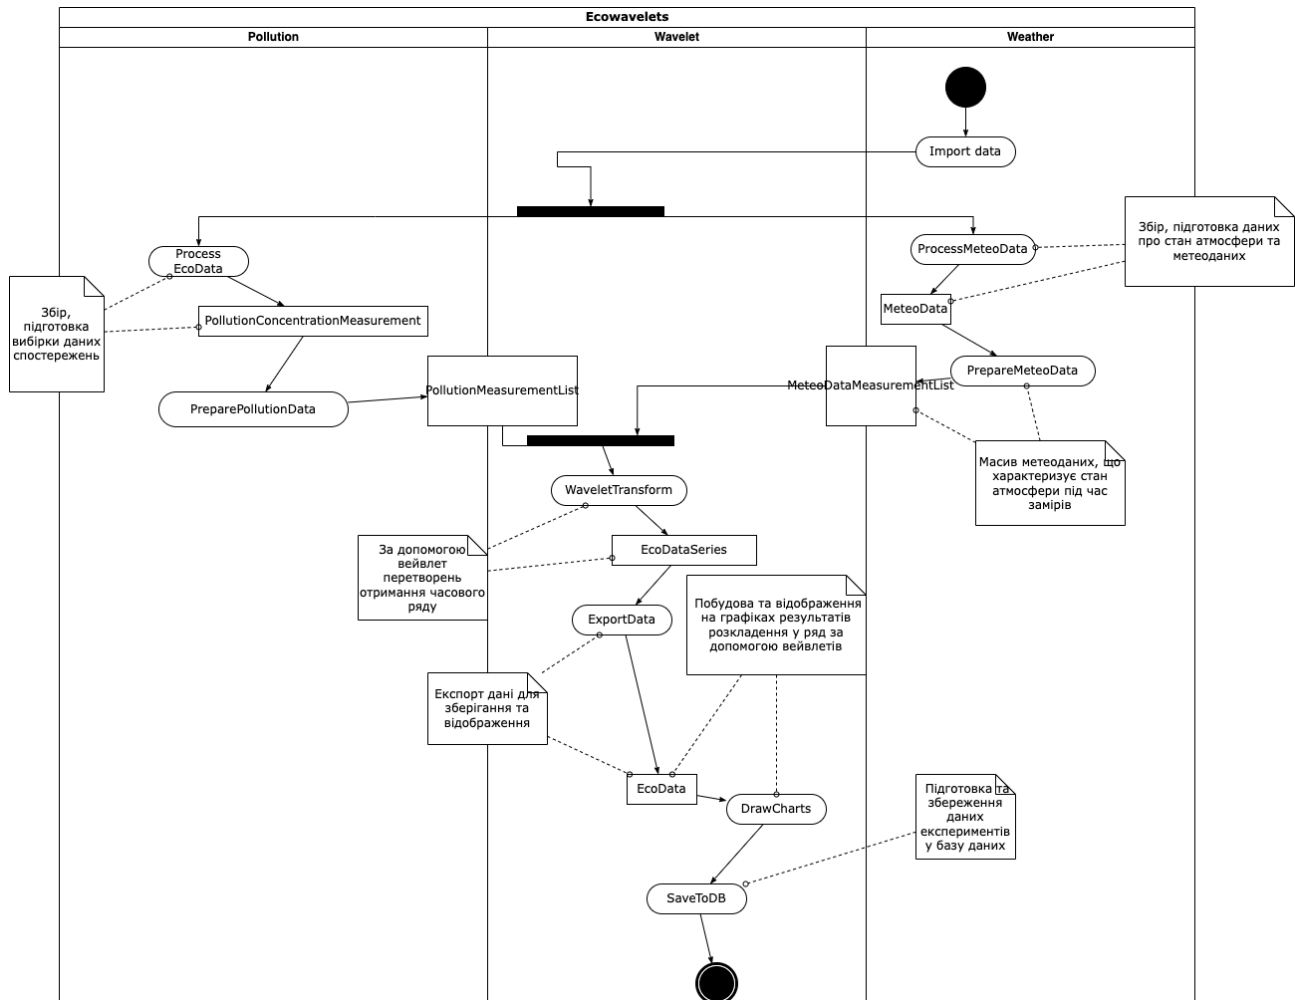 Ecowavelets
Pollution
Wavelet
Weather
Import data
Process
EcoData
ProcessMeteoData
Збір, підготовка даних
про стан атмосфери та
метеоданих
Збір,
підготовка
вибірки даних
спостережень
PollutionConcentrationMeasurement
MeteoData
PreparePollutionData
PollutionMeasurementList
MeteoDataMeasurementList
PrepareMeteoData
Масив метеоданих, що
характеризує стан
атмосфери під час
замірів
WaveletTransform
За допомогою
вейвлет
перетворень
отримання часового
ряду
EcoDataSeries
ExportData
Побудова та відображення
на графіках результатів
розкладення у ряд за
допомогою вейвлетів
Експорт дані для
зберігання та
відображення
EcoData
DrawCharts
Підготовка та
збереження
даних
експериментів
у базу даних
SaveToDB